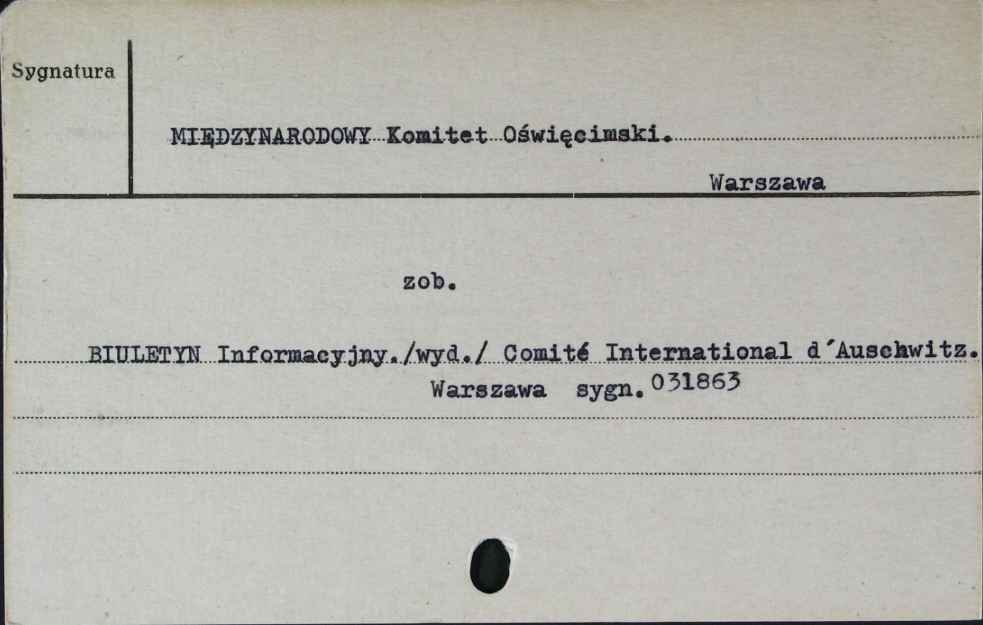 Sygnatura
MIĘDZYNARODOWY Komitet Oświęcimski.
Warszawa
zob.
BIULETYN Informacyjny./wyd./ Comité International d´Auschwitz.
Warszawa sygn. 031863